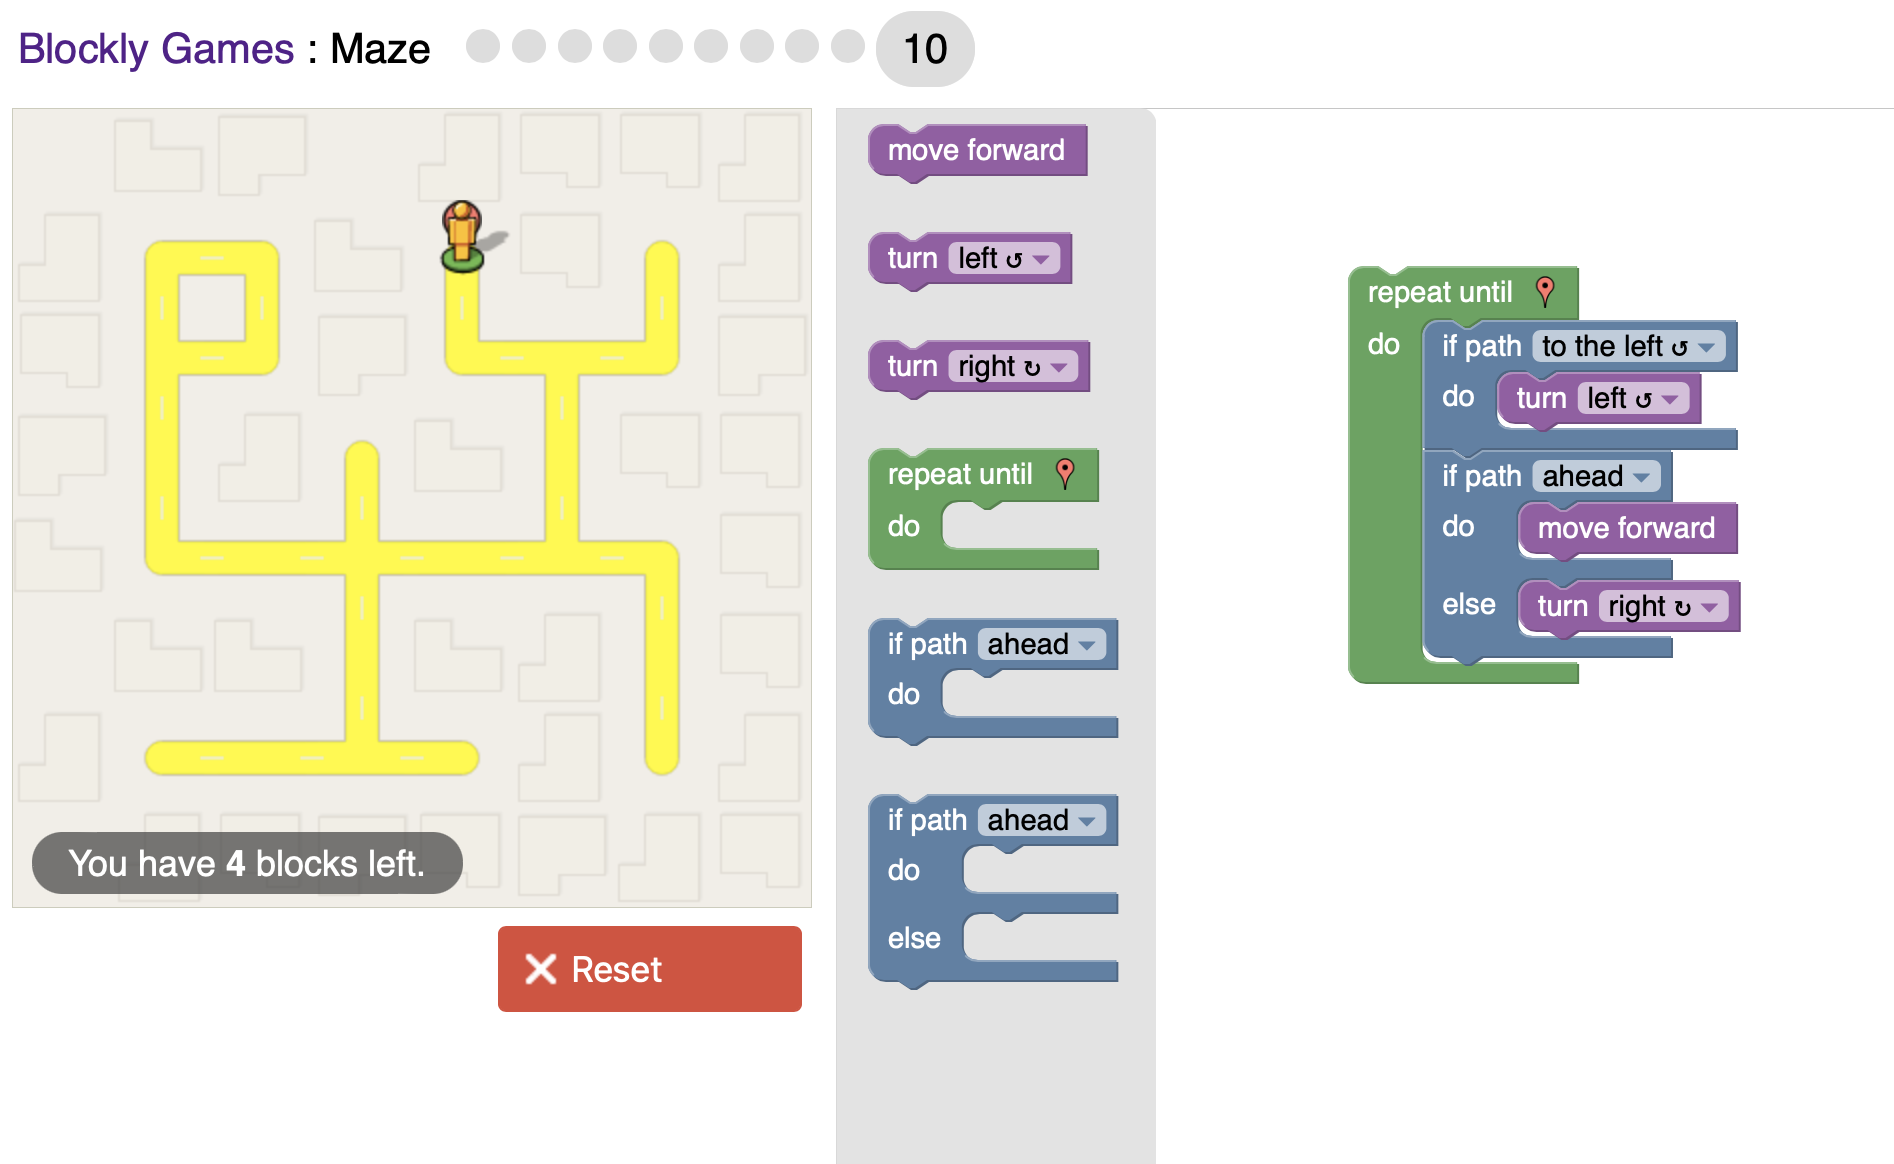 Blockly Games : Maze 10
You have 4 blocks left.
Reset
move forward
turn left ↺
turn right ↻
repeat until
do
if path ahead
do
if path ahead
do
else
repeat until
do
if path to the left ↺
do turn left ↺
if path ahead
do move forward
else turn right ↻